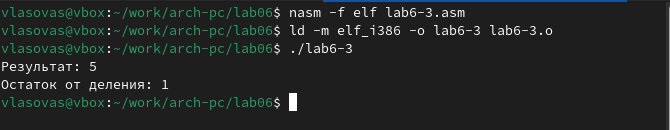 vlasovas@vbox:~/work/arch-pc/lab06$ nasm -f elf lab6-3.asm
vlasovas@vbox:~/work/arch-pc/lab06$ ld -m elf_i386 -o lab6-3 lab6-3.o
vlasovas@vbox:~/work/arch-pc/lab06$ ./lab6-3
Результат: 5
Остаток от деления: 1
vlasovas@vbox:~/work/arch-pc/lab06$